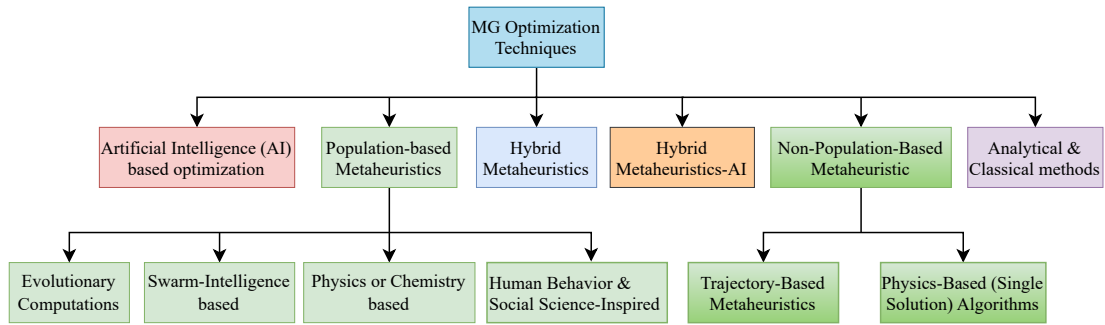 MG Optimization
Techniques
Artificial Intelligence (AI)
based optimization
Population-based
Metaheuristics
Hybrid
Metaheuristics
Hybrid
Metaheuristics-AI
Non-Population-Based
Metaheuristic
Analytical &
Classical methods
Evolutionary
Computations
Swarm-Intelligence
based
Physics or Chemistry
based
Human Behavior &
Social Science-Inspired
Trajectory-Based
Metaheuristics
Physics-Based (Single
Solution) Algorithms